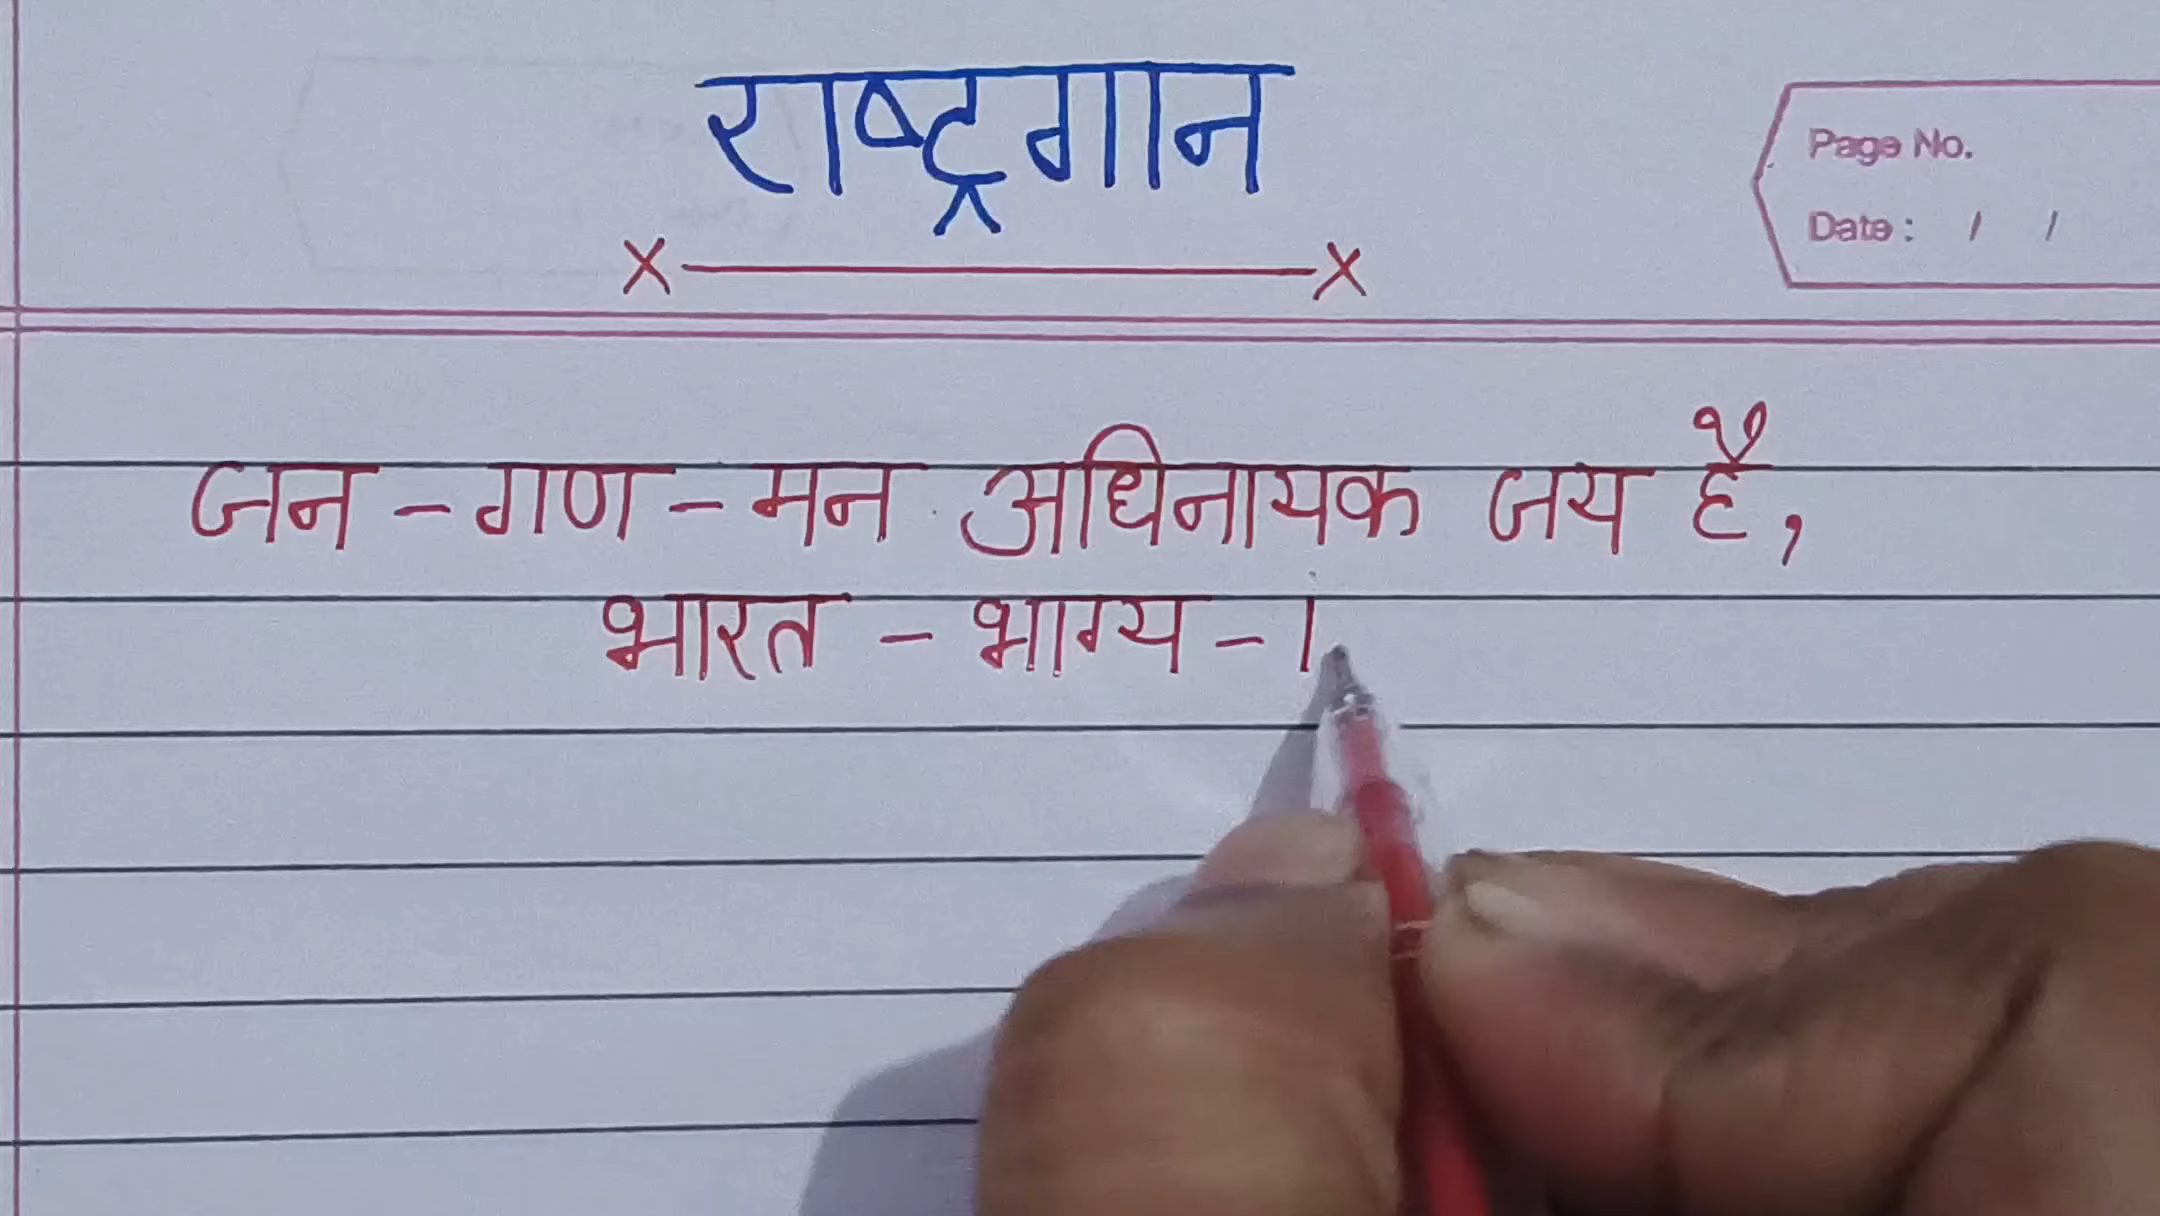 राष्ट्रगान
Page No.
Date: / /
जन - गण - मन अधिनायक जय है,
भारत - भाग्य -